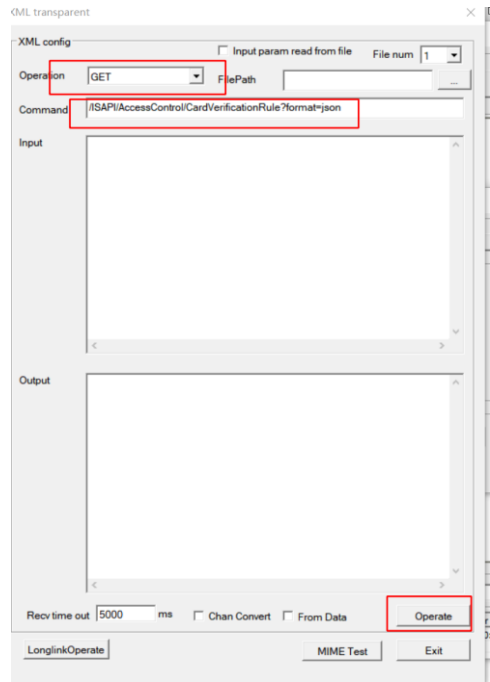 XML transparent
XML config
Input param read from file File num 1
Operation GET FilePath ...
Command /ISAPI/AccessControl/CardVerificationRule?format=json
Input
Output
Recv time out 5000 ms Chan Convert From Data Operate
LonglinkOperate MIME Test Exit